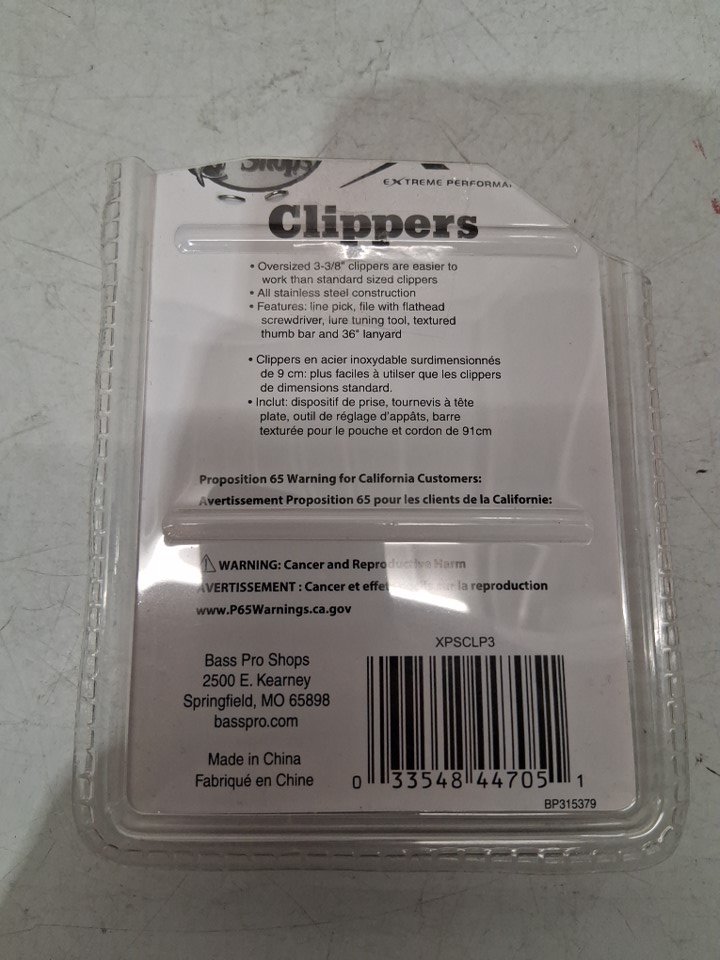 EXTREME PERFORMA
Clippers
• Oversized 3-3/8" clippers are easier to
work than standard sized clippers
• All stainless steel construction
• Features: line pick, file with flathead
screwdriver, lure tuning tool, textured
thumb bar and 36" lanyard
• Clippers en acier inoxydable surdimensionnés
de 9 cm: plus faciles à utilser que les clippers
de dimensions standard.
• Inclut: dispositif de prise, tournevis à tête
plate, outil de réglage d'appâts, barre
texturée pour le pouche et cordon de 91cm
Proposition 65 Warning for California Customers:
Avertissement Proposition 65 pour les clients de la Californie:
WARNING: Cancer and Reproductive Harm
AVERTISSEMENT : Cancer et effet sur la reproduction
www.P65Warnings.ca.gov
XPSCLP3
Bass Pro Shops
2500 E. Kearney
Springfield, MO 65898
basspro.com
Made in China
Fabriqué en Chine
0 33548 44705 1
BP315379